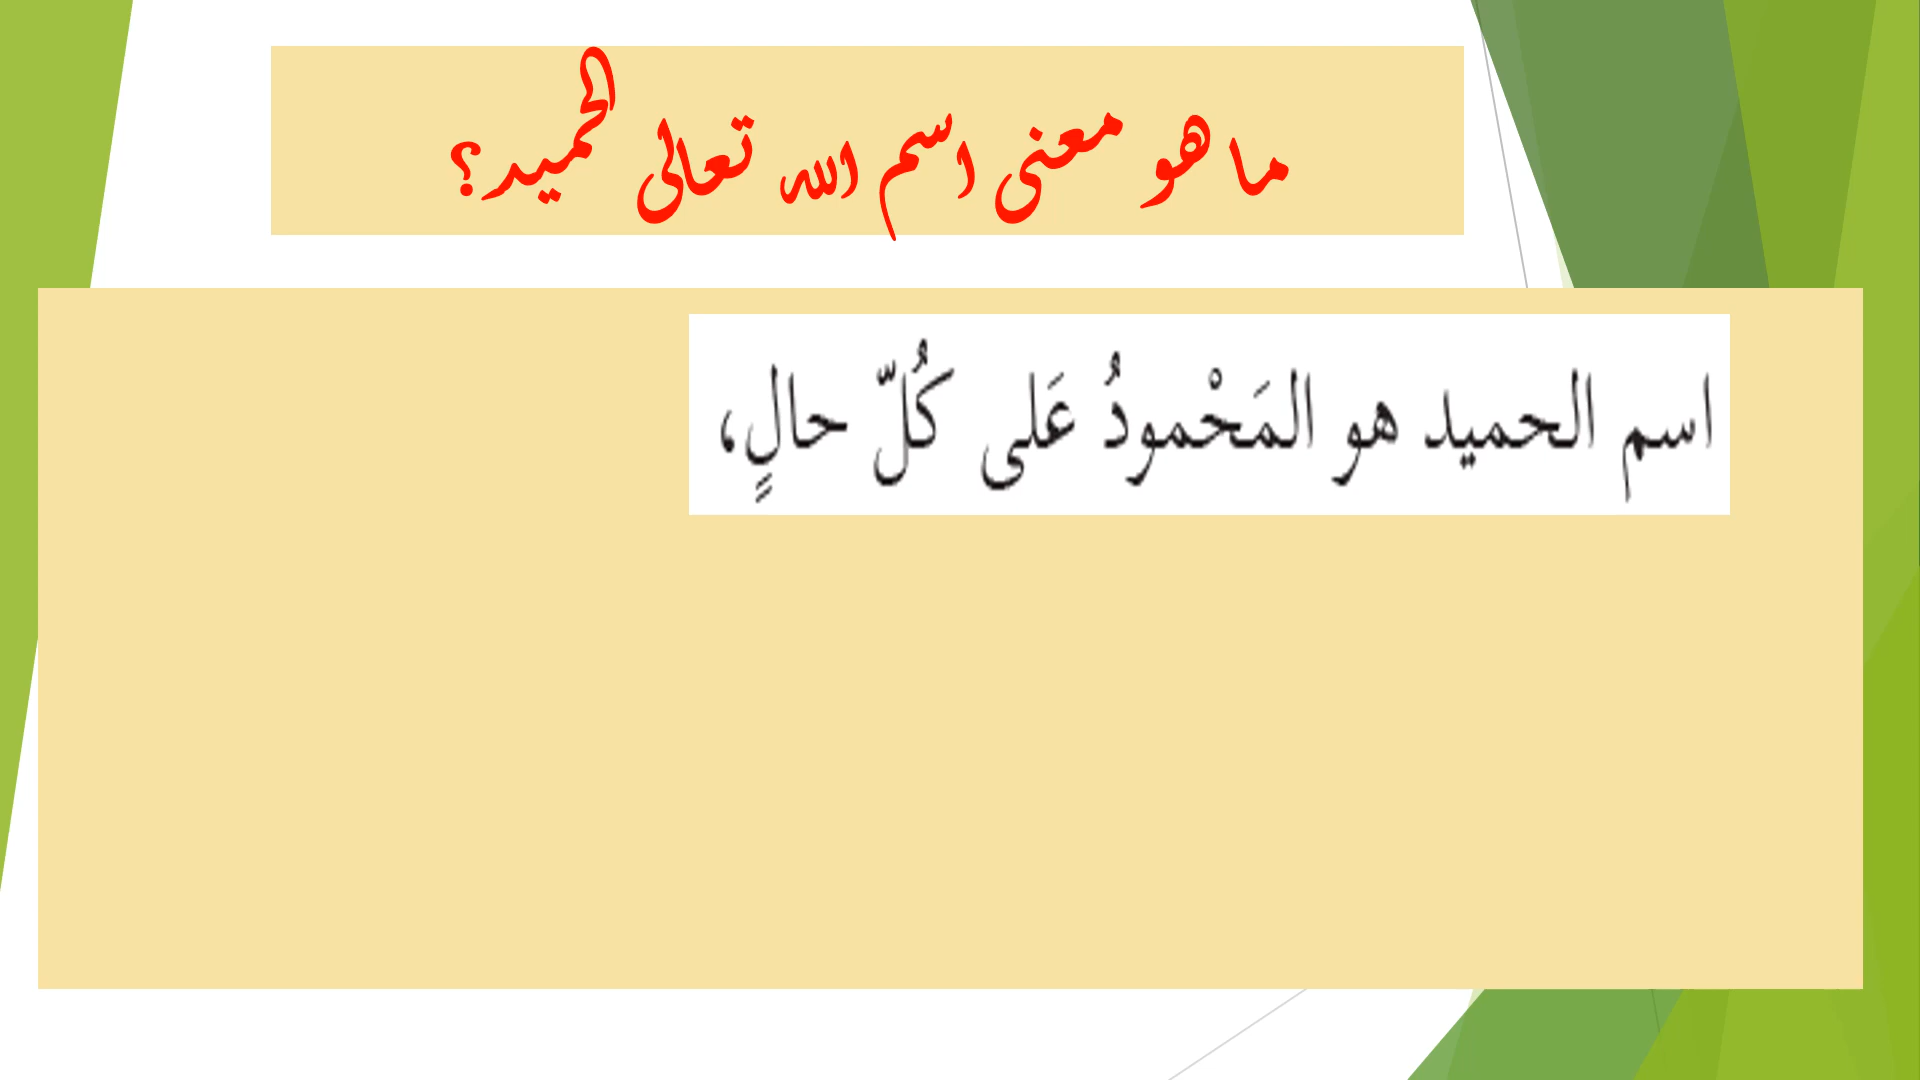 ما هو معنى اسم الله تعالى الحميد؟
اسم الحميد هو المَحْمودُ عَلى كُلّ حالٍ،